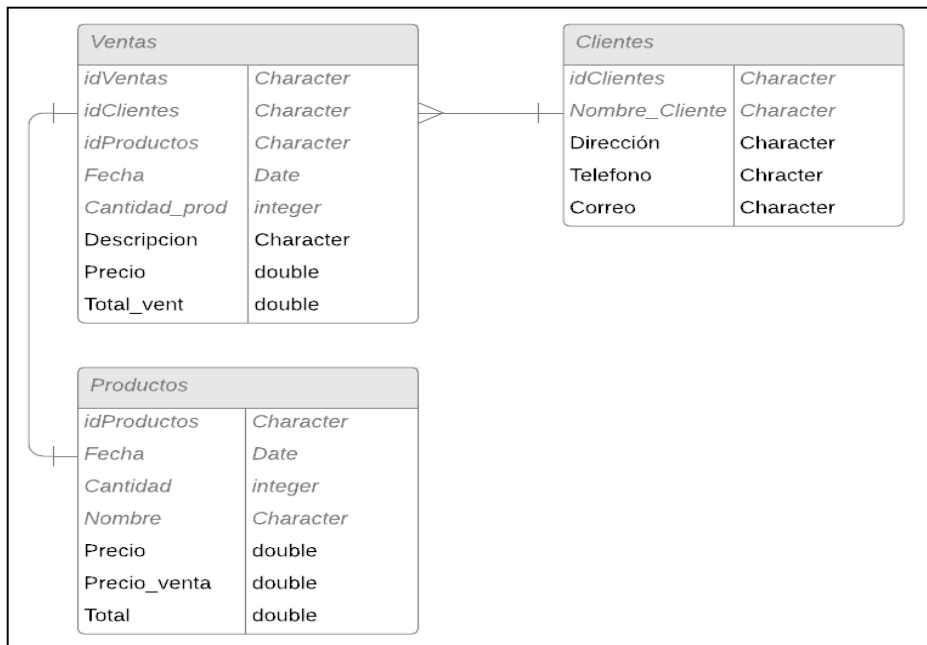 Ventas
idVentas Character
idClientes Character
idProductos Character
Fecha Date
Cantidad_prod integer
Descripcion Character
Precio double
Total_vent double
Clientes
idClientes Character
Nombre_Cliente Character
Dirección Character
Telefono Chracter
Correo Character
Productos
idProductos Character
Fecha Date
Cantidad integer
Nombre Character
Precio double
Precio_venta double
Total double